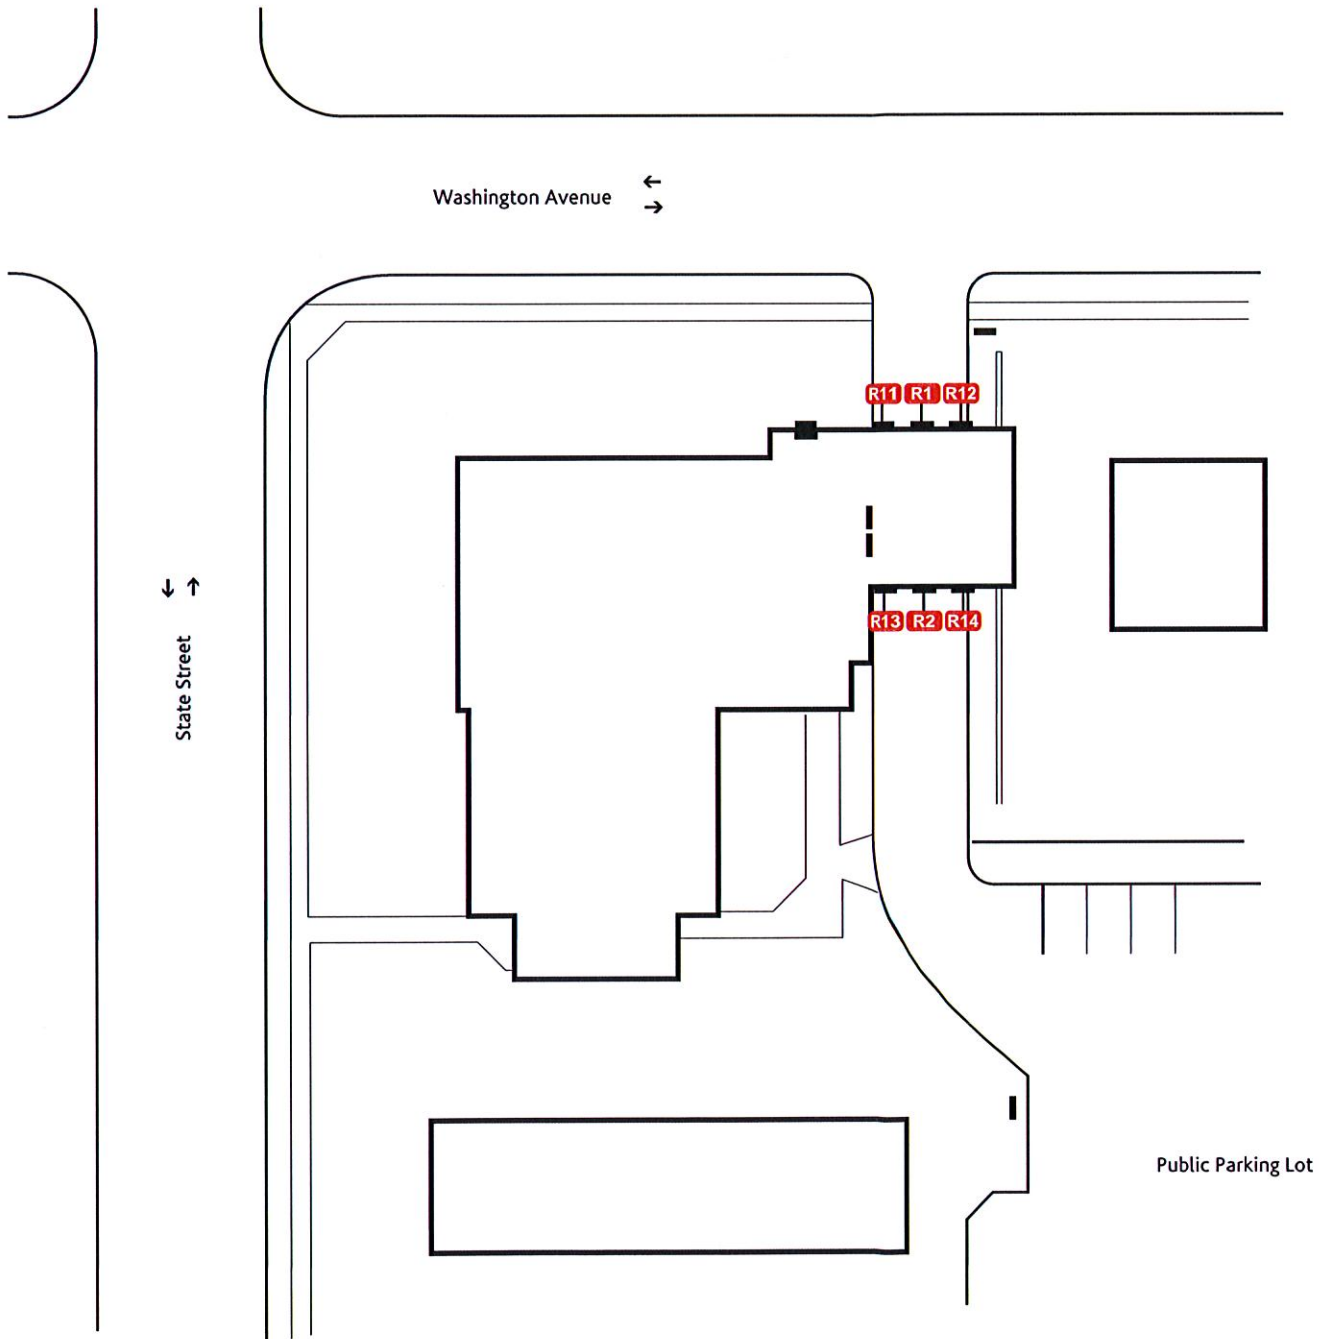 Washington Avenue
R11 R1 R12
R13 R2 R14
State Street
Public Parking Lot